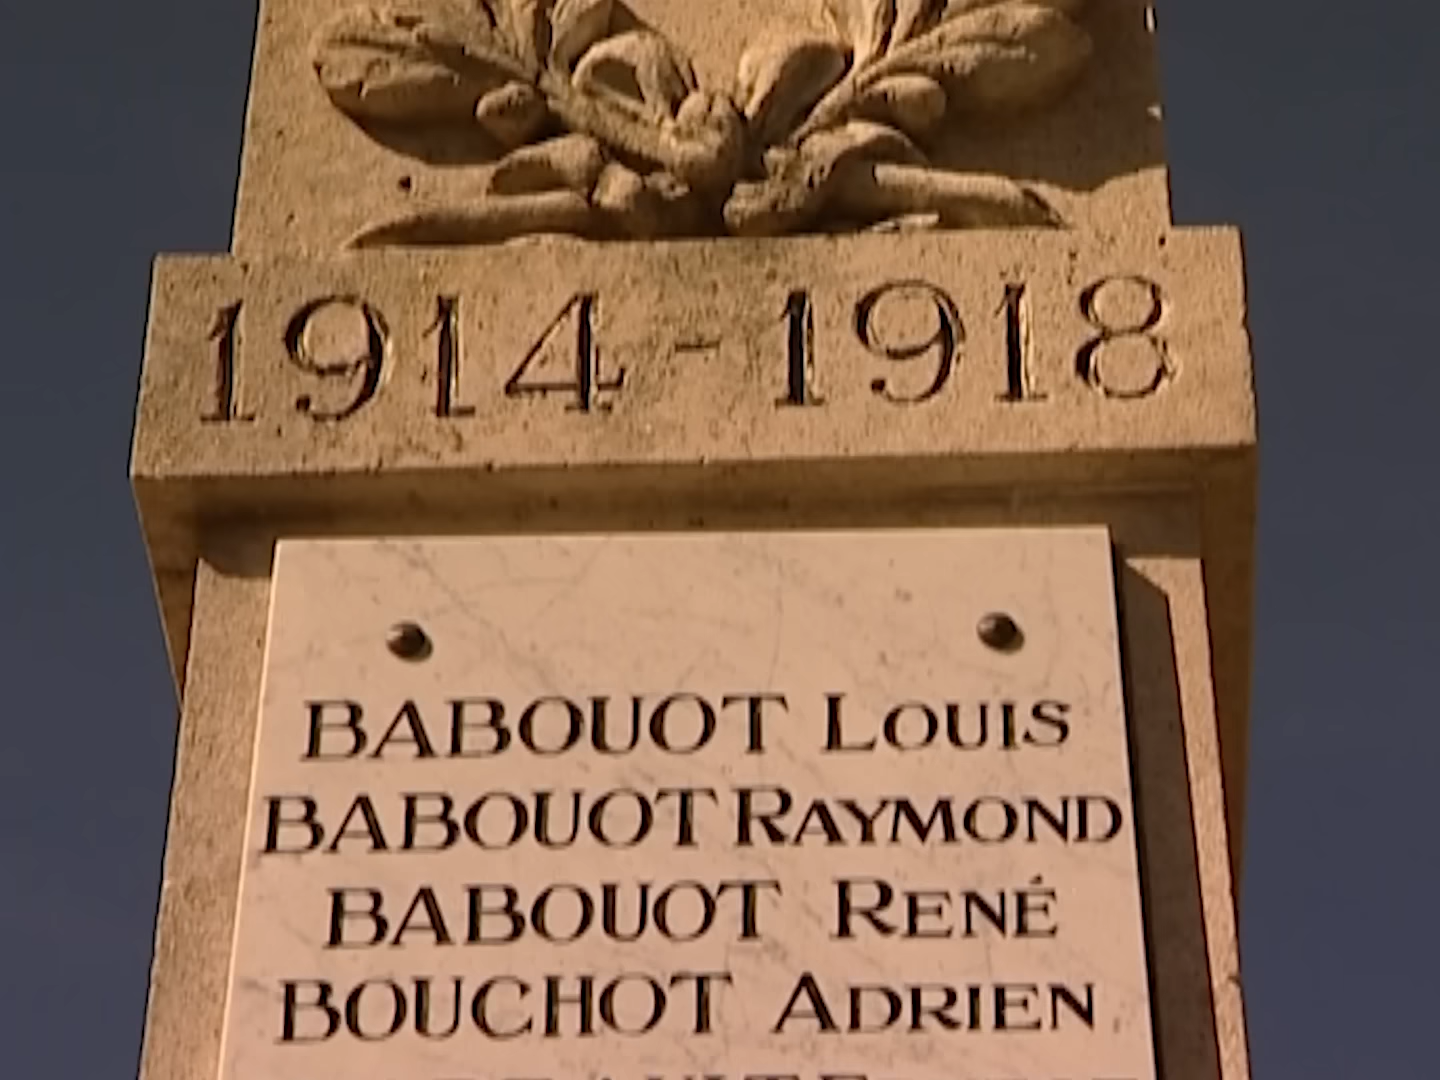 1914-1918
BABOUOT LOUIS
BABOUOT RAYMOND
BABOUOT RENÉ
BOUCHOT ADRIEN